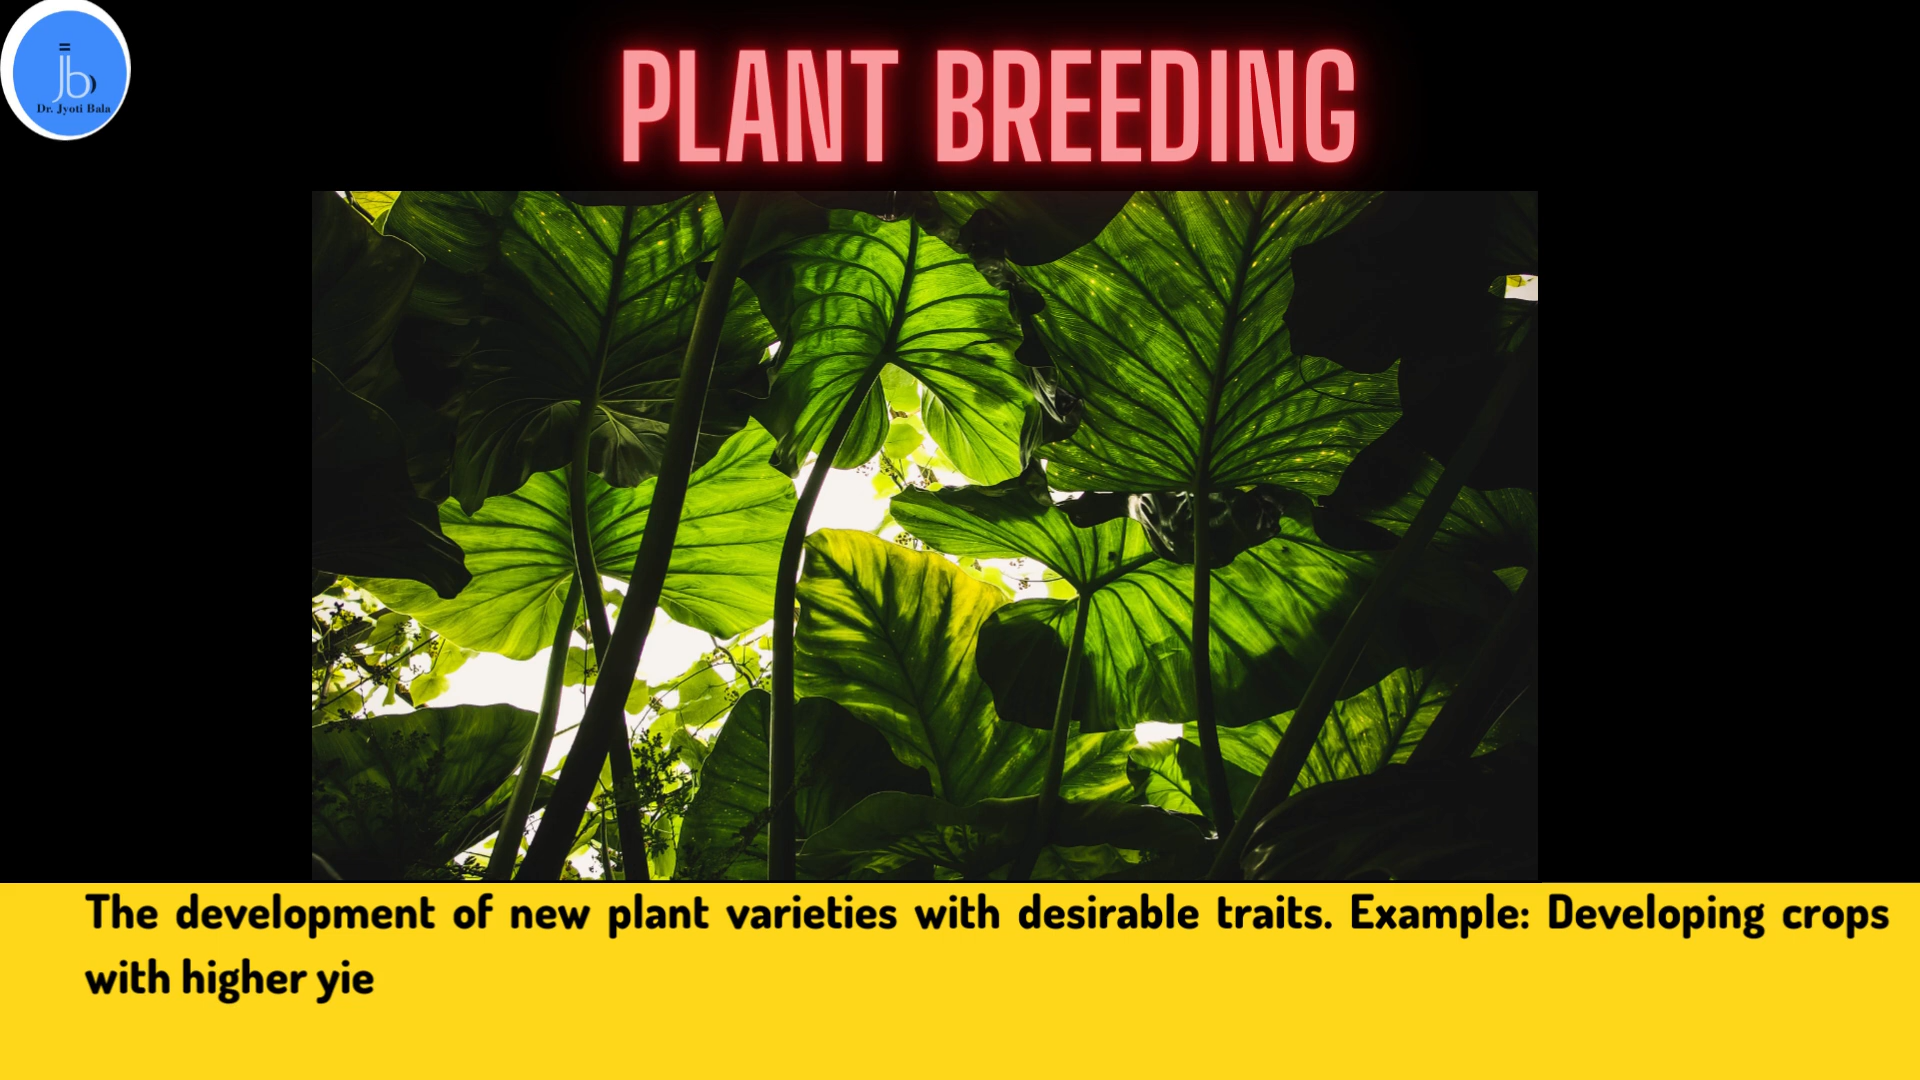 jb
Dr. Jyoti Bala
PLANT BREEDING
The development of new plant varieties with desirable traits. Example: Developing crops
with higher yie